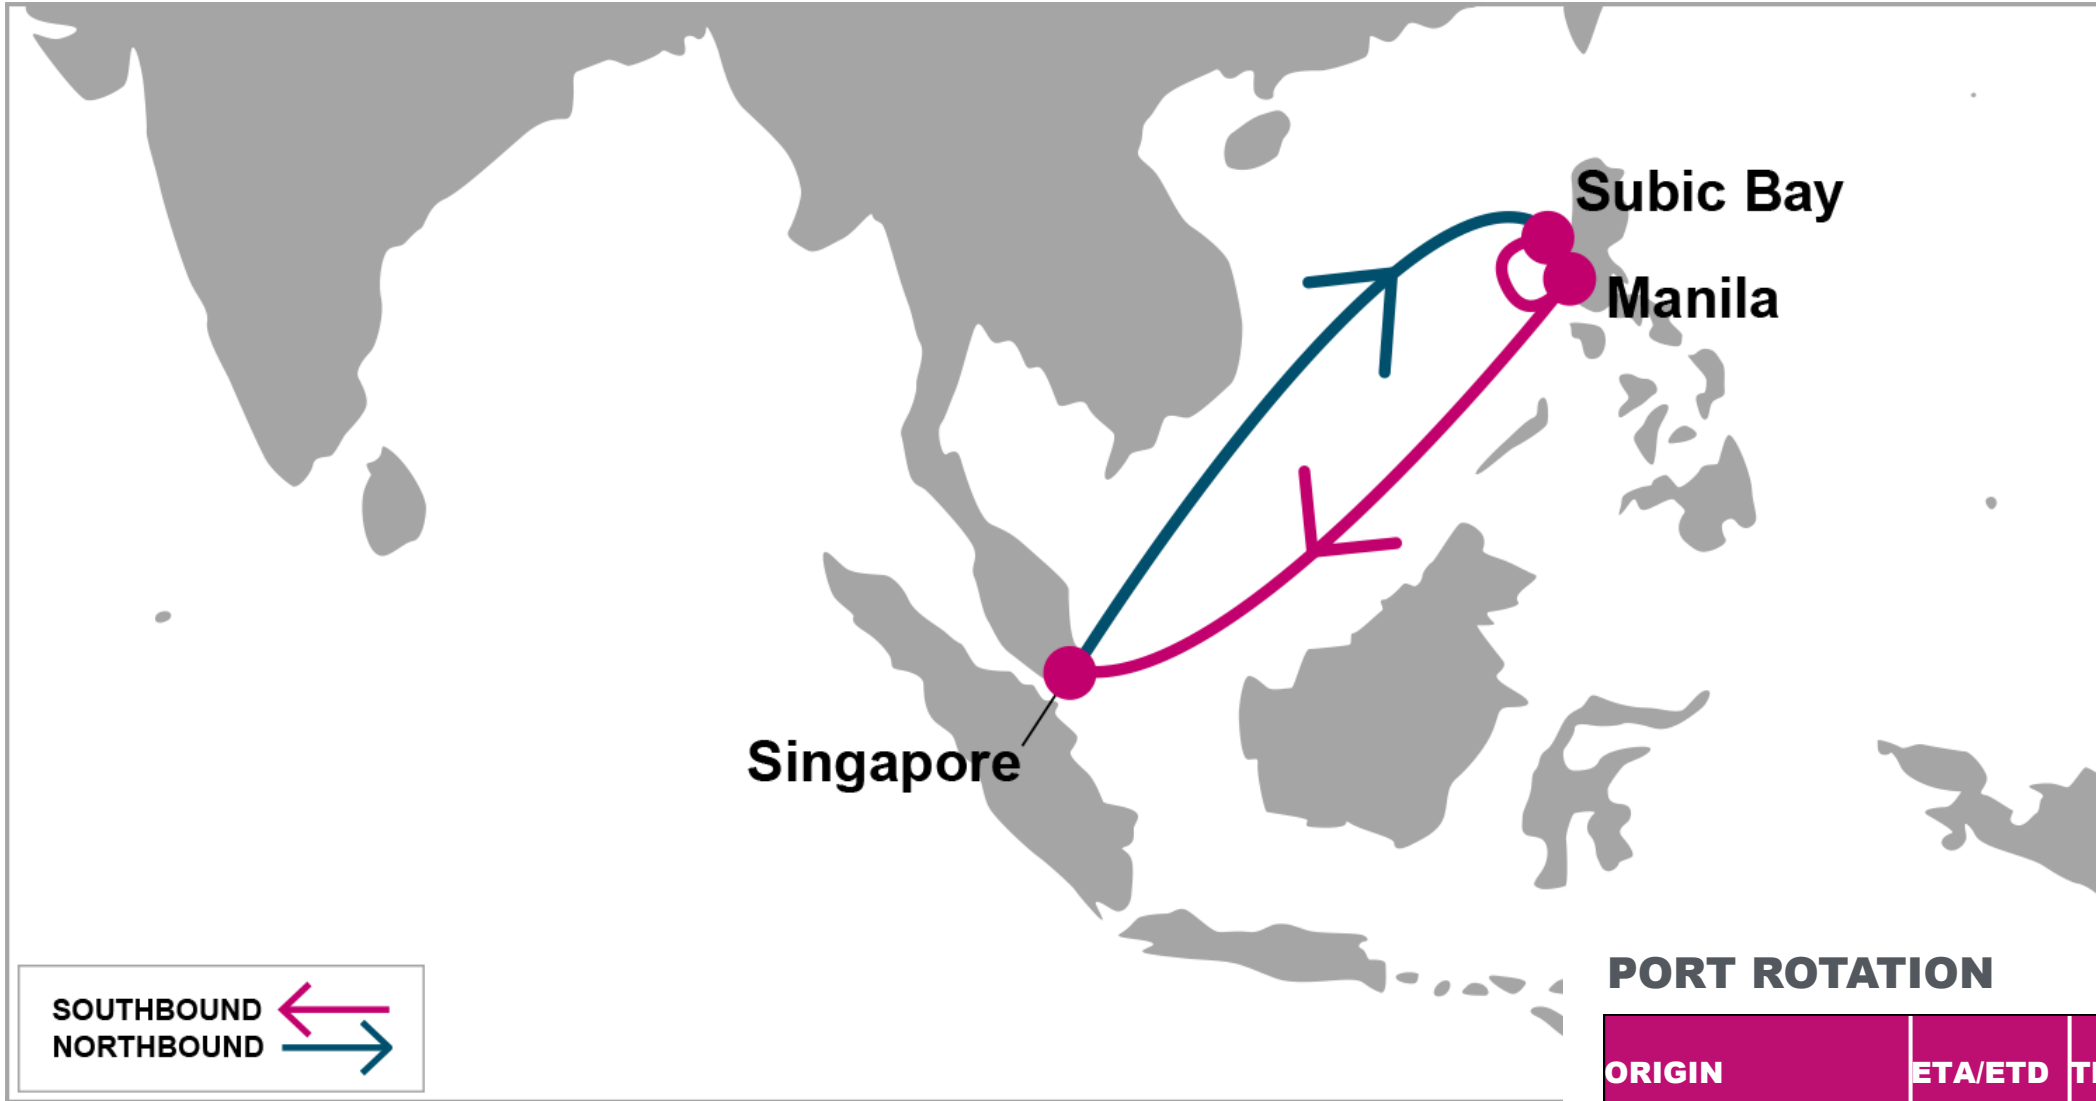 Subic Bay
Manila
Singapore
SOUTHBOUND
NORTHBOUND
PORT ROTATION
ORIGIN ETA/ETD